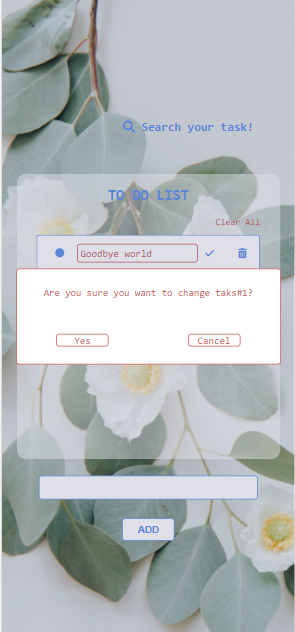 Search your task!
TO DO LIST
Clear All
Goodbye world
Are you sure you want to change taks#1?
Yes
Cancel
ADD